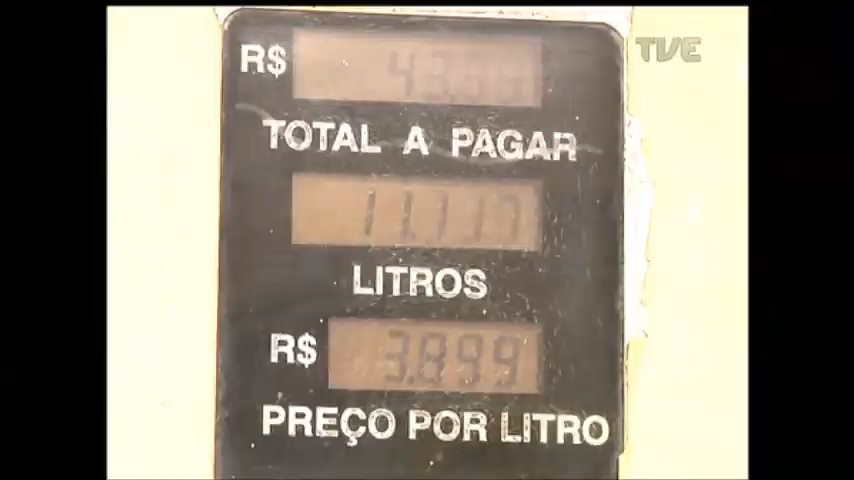 TVE
R$
TOTAL A PAGAR
LITROS
R$ 3.899
PREÇO POR LITRO